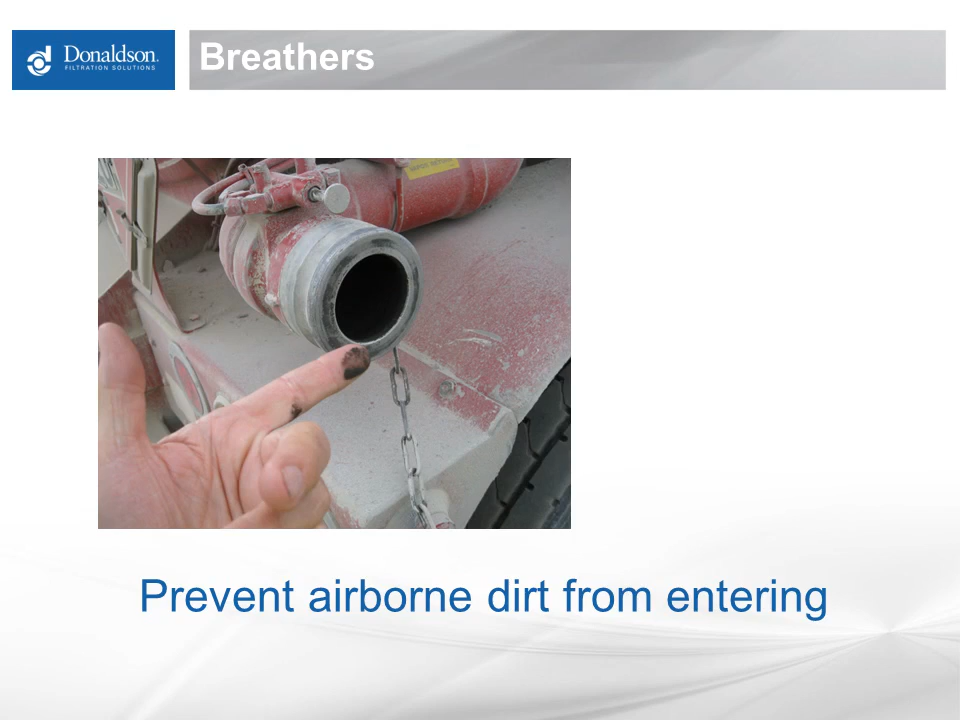 Donaldson.
FILTRATION SOLUTIONS
Breathers
Prevent airborne dirt from entering